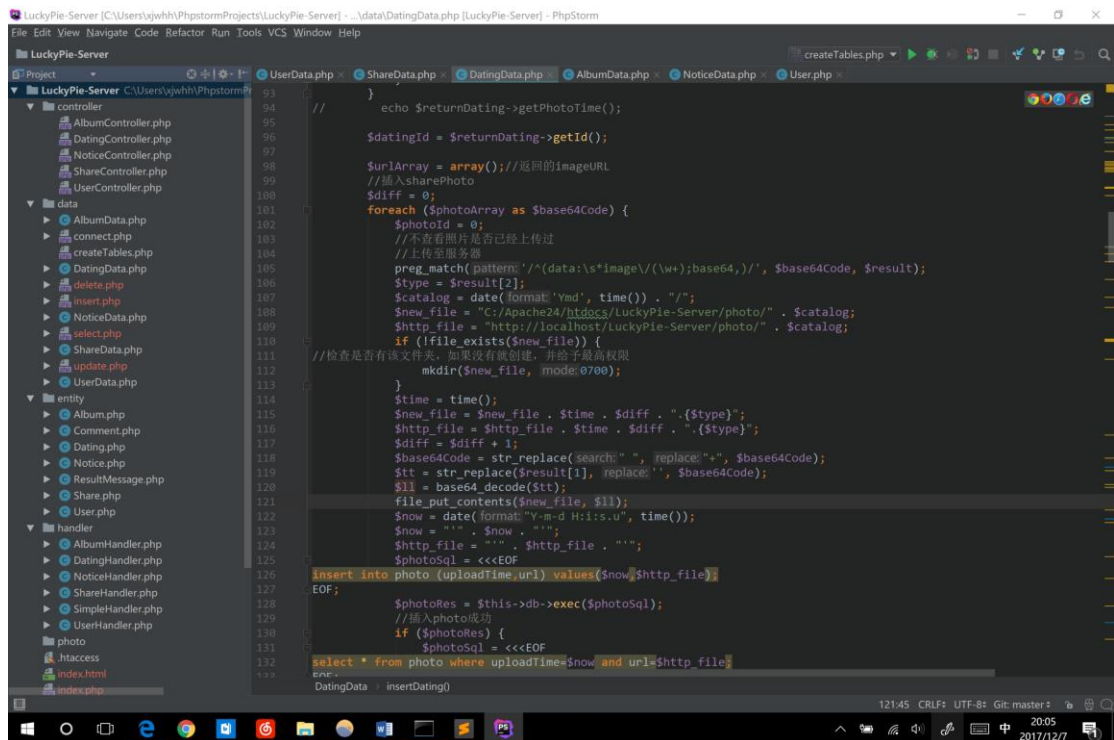 LuckyPie-Server [C:\Users\xjwhh\PhpstormProjects\LuckyPie-Server] - ...\data\DatingData.php [LuckyPie-Server] - PhpStorm
File Edit View Navigate Code Refactor Run Tools VCS Window Help
LuckyPie-Server
createTables.php
Project
UserData.php
ShareData.php
DatingData.php
AlbumData.php
NoticeData.php
User.php
LuckyPie-Server C:\Users\xjwhh\PhpstormPr
controller
AlbumController.php
DatingController.php
NoticeController.php
ShareController.php
UserController.php
data
AlbumData.php
connect.php
createTables.php
DatingData.php
delete.php
insert.php
NoticeData.php
select.php
ShareData.php
update.php
UserData.php
entity
Album.php
Comment.php
Dating.php
Notice.php
ResultMessage.php
Share.php
User.php
handler
AlbumHandler.php
DatingHandler.php
NoticeHandler.php
ShareHandler.php
SimpleHandler.php
UserHandler.php
photo
.htaccess
index.html
index.php
93 }
94 // echo $returnDating->getPhotoTime();
95
96 $datingId = $returnDating->getId();
97
98 $urlArray = array();//返回的imageURL
99 //插入sharePhoto
100 $diff = 0;
101 foreach ($photoArray as $base64Code) {
102 $photoId = 0;
103 //不查看照片是否已经上传过
104 //上传至服务器
105 preg_match( pattern: '/^(data:\s*image\/(\w+);base64,)/', $base64Code, $result);
106 $type = $result[2];
107 $catalog = date( format: 'Ymd', time()) . "/";
108 $new_file = "C:/Apache24/htdocs/LuckyPie-Server/photo/" . $catalog;
109 $http_file = "http://localhost/LuckyPie-Server/photo/" . $catalog;
110 if (!file_exists($new_file)) {
111 //检查是否有该文件夹，如果没有就创建，并给予最高权限
112 mkdir($new_file, mode: 0700);
113 }
114 $time = time();
115 $new_file = $new_file . $time . $diff . ".{$type}";
116 $http_file = $http_file . $time . $diff . ".{$type}";
117 $diff = $diff + 1;
118 $base64Code = str_replace( search: " ", replace: "+", $base64Code);
119 $tt = str_replace($result[1], replace: '', $base64Code);
120 $ll = base64_decode($tt);
121 file_put_contents($new_file, $ll);
122 $now = date( format: "Y-m-d H:i:s.u", time());
123 $now = "'" . $now . "'";
124 $http_file = "'" . $http_file . "'";
125 $photoSql = <<<EOF
126 insert into photo (uploadTime,url) values($now,$http_file);
127 EOF;
128 $photoRes = $this->db->exec($photoSql);
129 //插入photo成功
130 if ($photoRes) {
131 $photoSql = <<<EOF
132 select * from photo where uploadTime=$now and url=$http_file;
133 EOF;
DatingData › insertDating()
121:45 CRLF÷ UTF-8÷ Git: master÷
中
20:05
2017/12/7